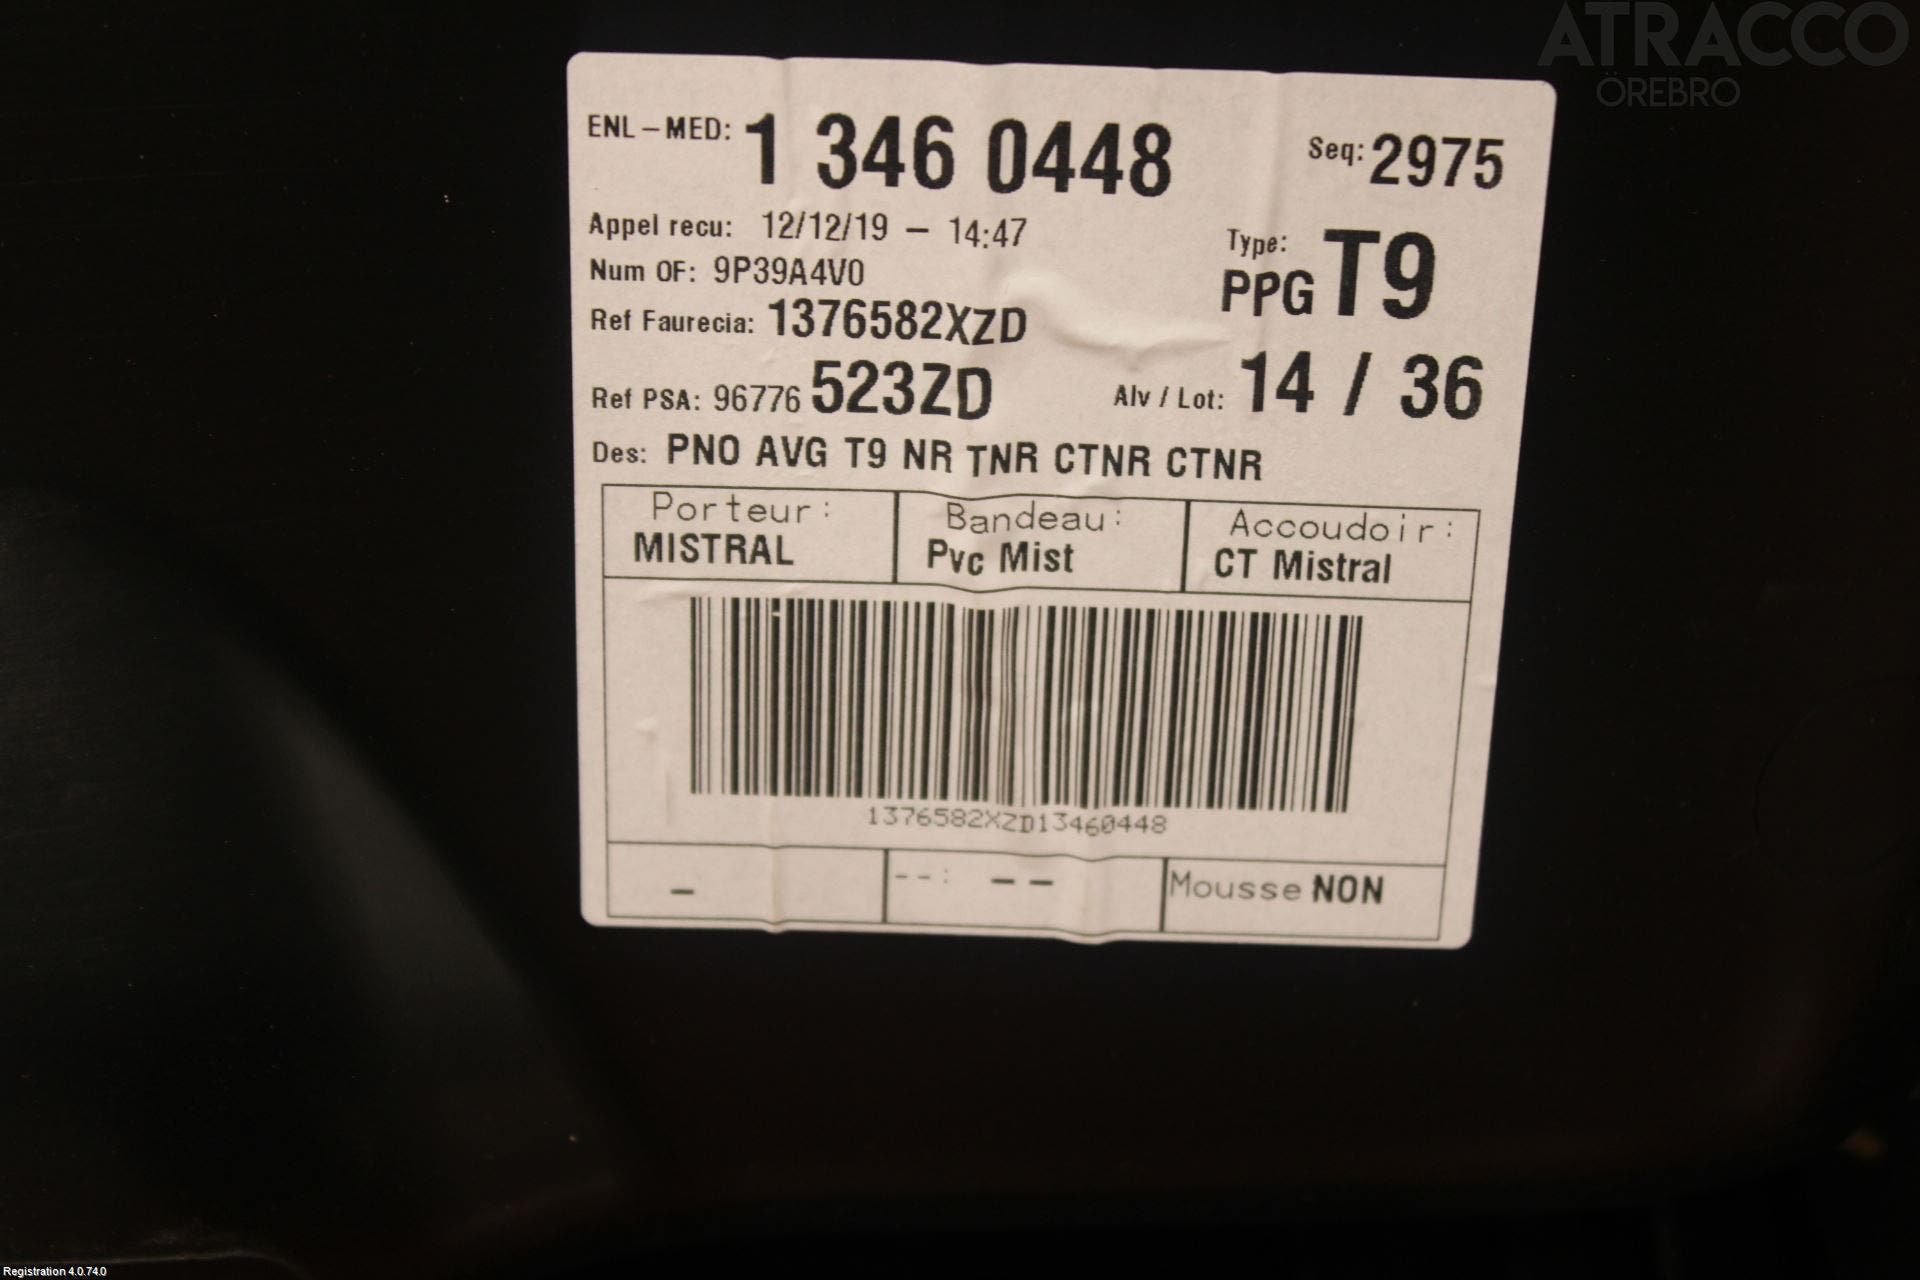 ATRACCO
ÖREBRO
ENL-MED: 1 346 0448
Seq: 2975
Appel recu: 12/12/19 - 14:47
Num OF: 9P39A4V0
Type: PPG T9
Ref Faurecia: 1376582XZD
Ref PSA: 96776 523ZD
Alv / Lot: 14 / 36
Des: PNO AVG T9 NR TNR CTNR CTNR
Porteur: Bandeau: Accoudoir:
MISTRAL Pvc Mist CT Mistral
1376582XZD13460448
- --: -- Mousse NON
Registration 4.0.74.0